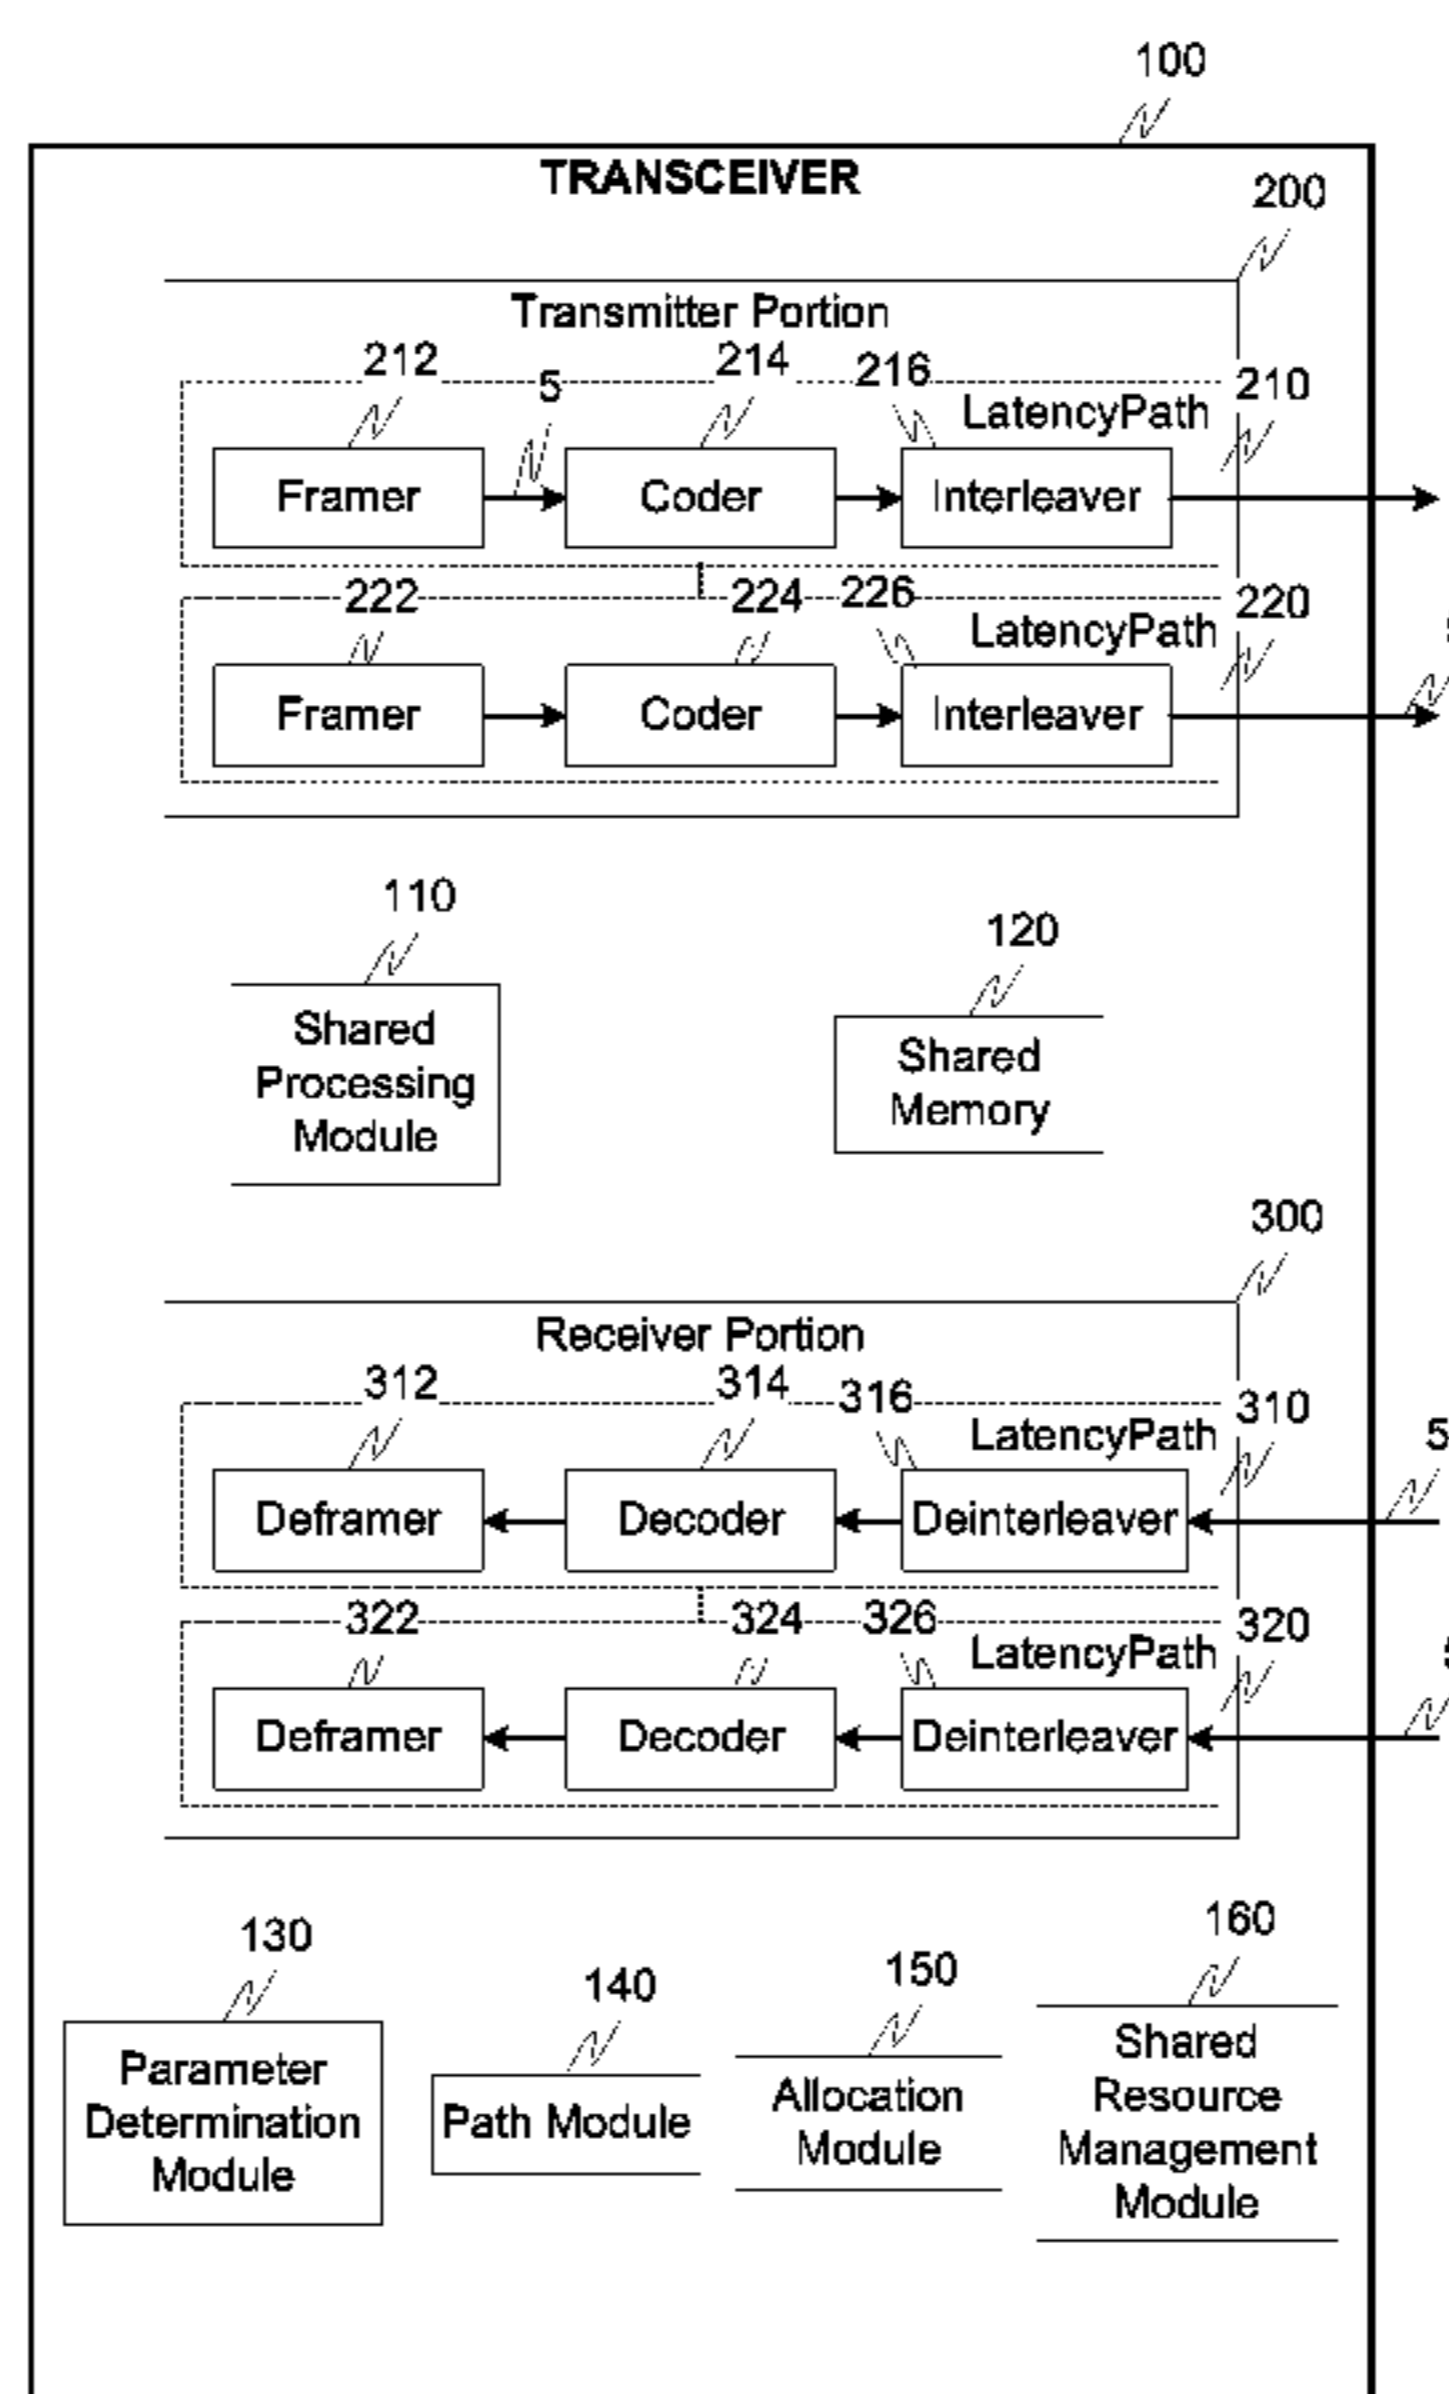 100
TRANSCEIVER
200
Transmitter Portion
212
5
214
216
LatencyPath
210
Framer
Coder
Interleaver
222
224
226
LatencyPath
220
Framer
Coder
Interleaver
110
120
Shared
Processing
Module
Shared
Memory
300
Receiver Portion
312
314
316
LatencyPath
310
5
Deframer
Decoder
Deinterleaver
322
324
326
LatencyPath
320
Deframer
Decoder
Deinterleaver
130
140
150
160
Parameter
Determination
Module
Path Module
Allocation
Module
Shared
Resource
Management
Module